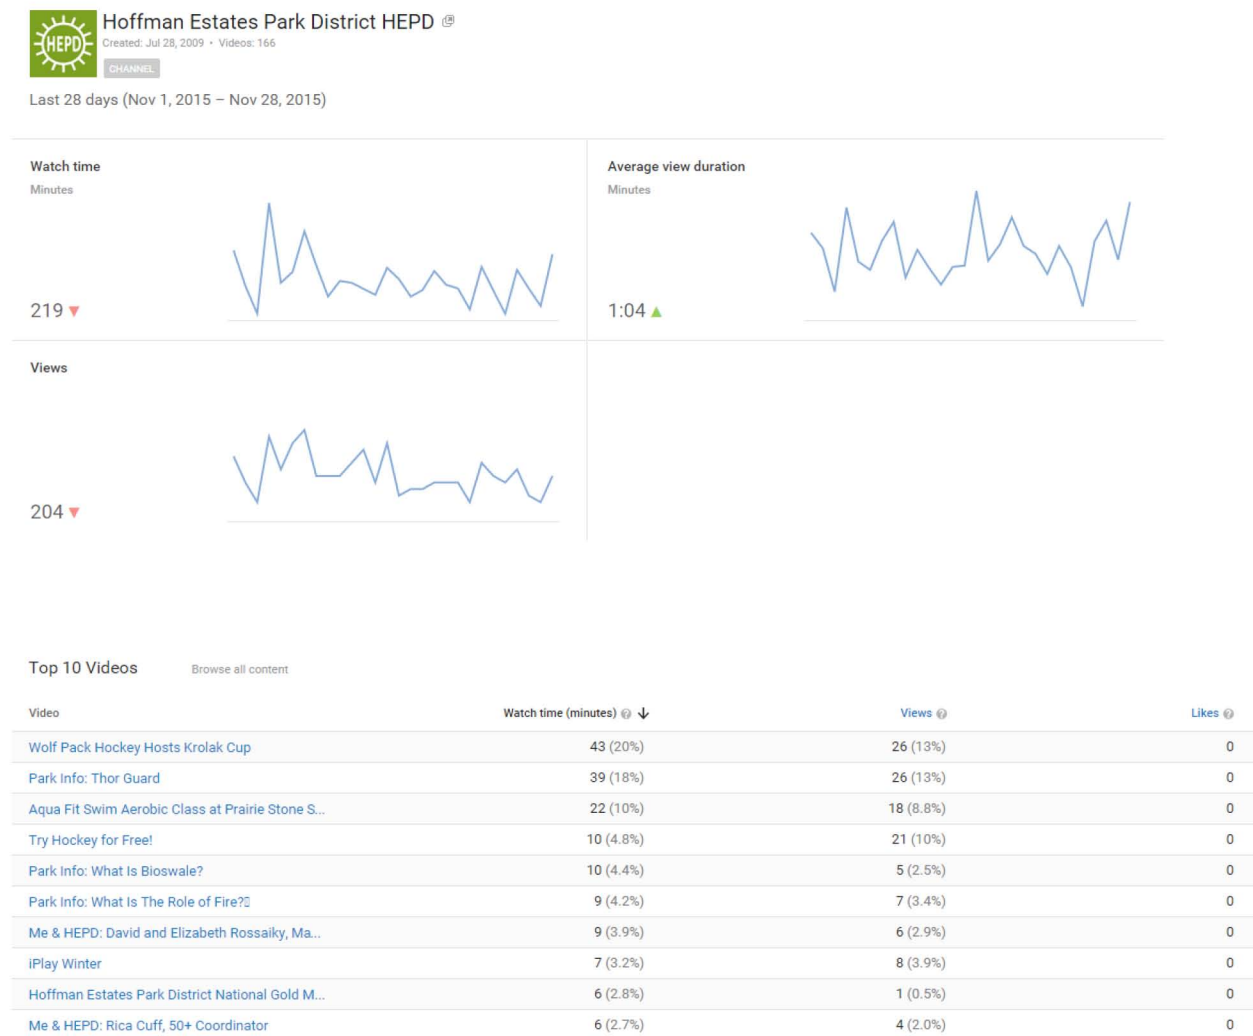 HEPD
Hoffman Estates Park District HEPD
Created: Jul 28, 2009 • Videos: 166
CHANNEL
Last 28 days (Nov 1, 2015 – Nov 28, 2015)
Watch time
Minutes
219
Average view duration
Minutes
1:04
Views
204
Top 10 Videos Browse all content
Video Watch time (minutes) Views Likes
Wolf Pack Hockey Hosts Krolak Cup 43 (20%) 26 (13%) 0
Park Info: Thor Guard 39 (18%) 26 (13%) 0
Aqua Fit Swim Aerobic Class at Prairie Stone S... 22 (10%) 18 (8.8%) 0
Try Hockey for Free! 10 (4.8%) 21 (10%) 0
Park Info: What Is Bioswale? 10 (4.4%) 5 (2.5%) 0
Park Info: What Is The Role of Fire? 9 (4.2%) 7 (3.4%) 0
Me & HEPD: David and Elizabeth Rossaiky, Ma... 9 (3.9%) 6 (2.9%) 0
iPlay Winter 7 (3.2%) 8 (3.9%) 0
Hoffman Estates Park District National Gold M... 6 (2.8%) 1 (0.5%) 0
Me & HEPD: Rica Cuff, 50+ Coordinator 6 (2.7%) 4 (2.0%) 0